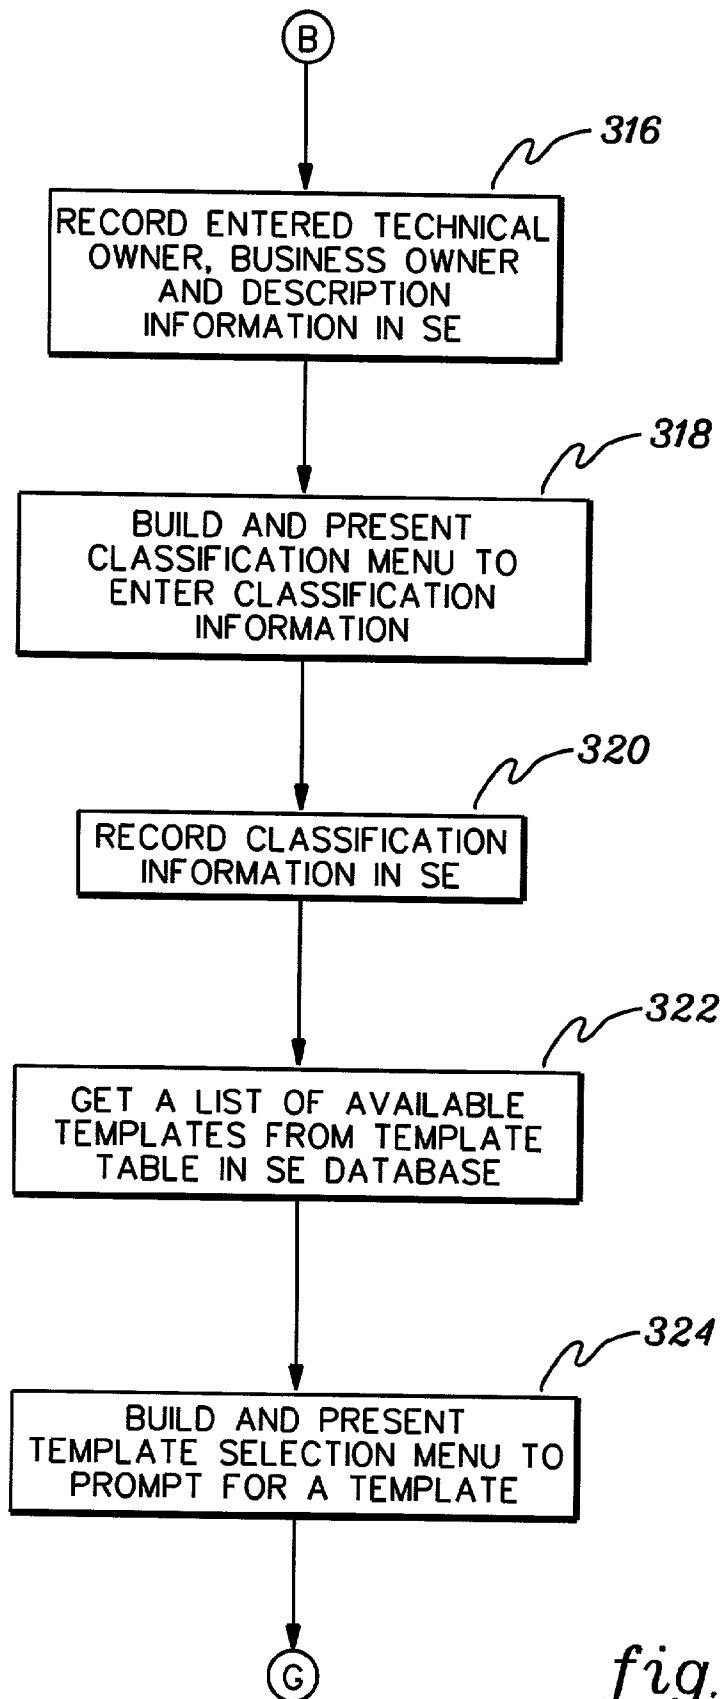 B
316
RECORD ENTERED TECHNICAL
OWNER, BUSINESS OWNER
AND DESCRIPTION
INFORMATION IN SE
318
BUILD AND PRESENT
CLASSIFICATION MENU TO
ENTER CLASSIFICATION
INFORMATION
320
RECORD CLASSIFICATION
INFORMATION IN SE
322
GET A LIST OF AVAILABLE
TEMPLATES FROM TEMPLATE
TABLE IN SE DATABASE
324
BUILD AND PRESENT
TEMPLATE SELECTION MENU TO
PROMPT FOR A TEMPLATE
G
fig.